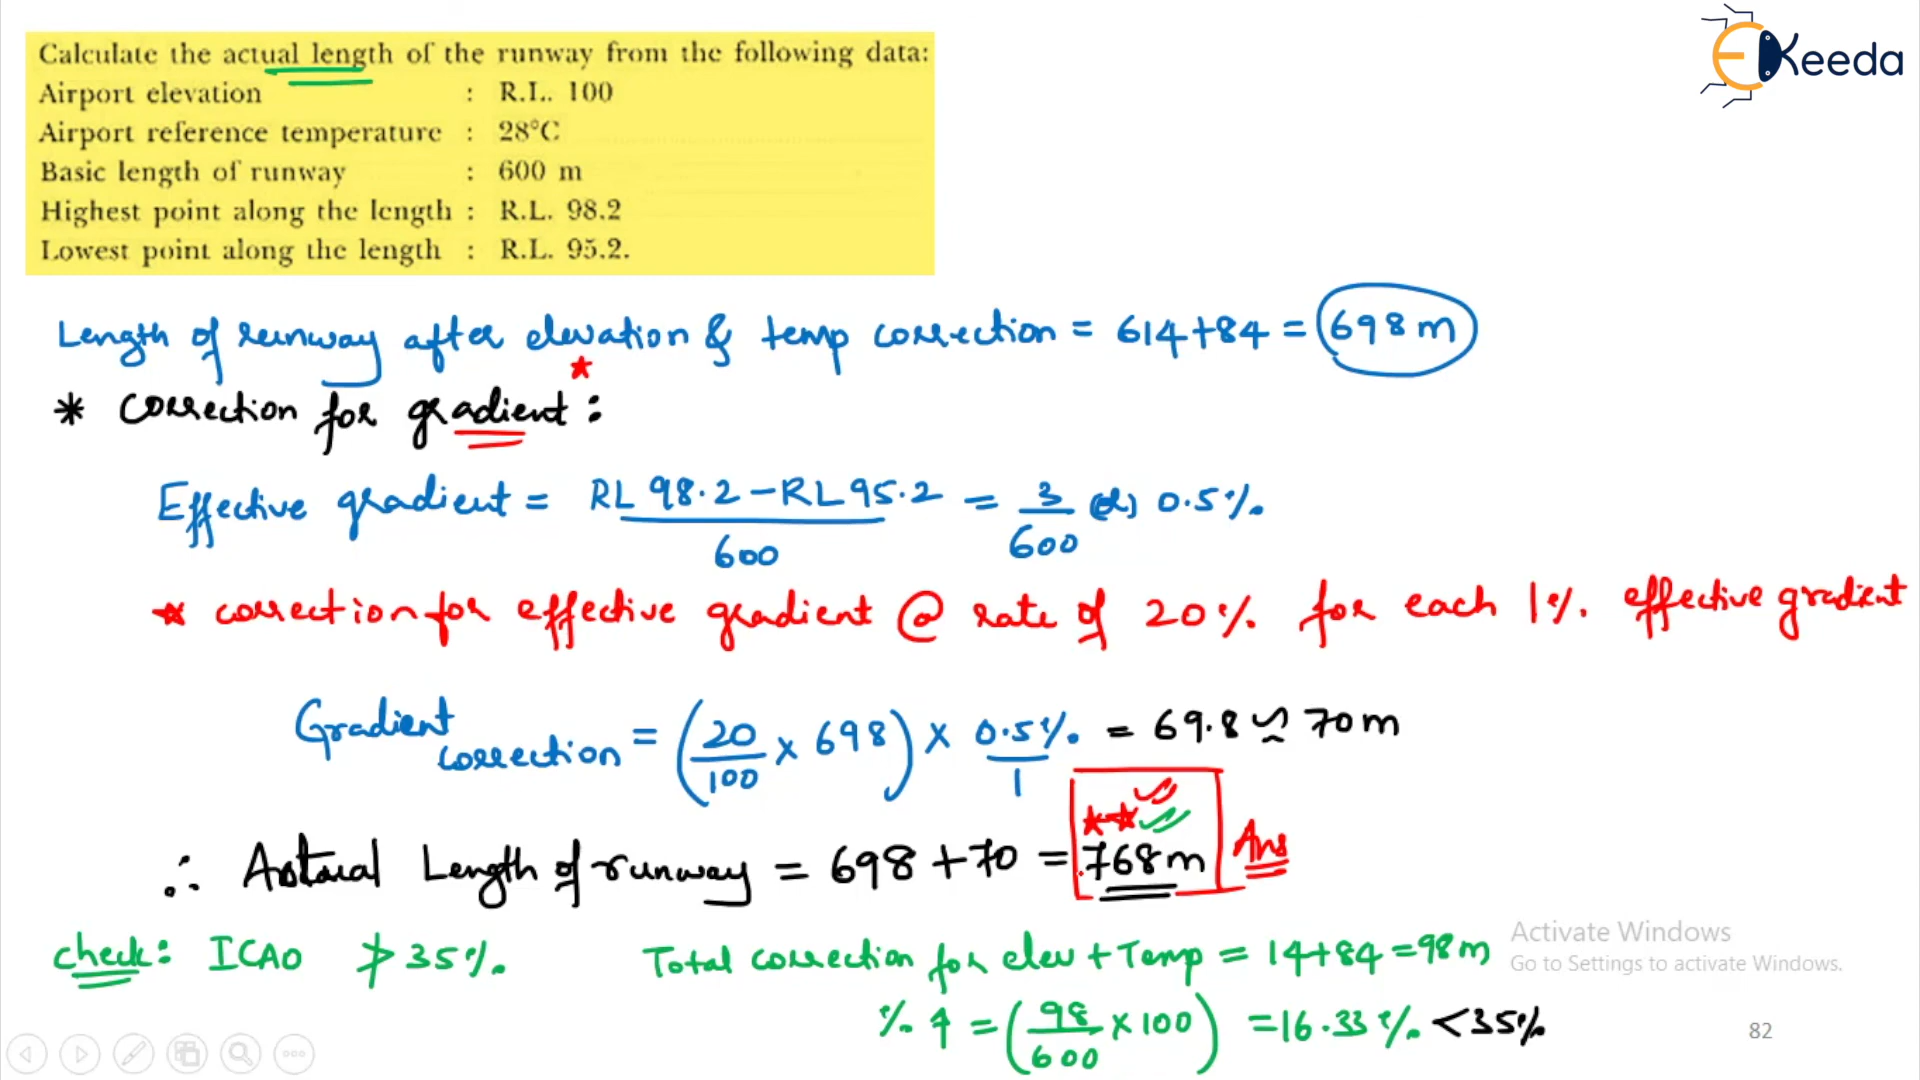 Keeda
Calculate the actual length of the runway from the following data:
Airport elevation : R.L. 100
Airport reference temperature : 28°C
Basic length of runway : 600 m
Highest point along the length : R.L. 98.2
Lowest point along the length : R.L. 95.2.
Length of runway after elevation & temp correction = 614+84 = 698 m
* Correction for gradient :
Effective gradient = RL 98.2 - RL 95.2 / 600 = 3/600 (or) 0.5%
* correction for effective gradient @ rate of 20% for each 1% effective gradient
Gradient correction = (20/100 x 698) x 0.5%/1 = 69.8 ≃ 70 m
∴ Actual Length of runway = 698 + 70 = 768 m Ans
check: ICAO ≯ 35%. Total correction for elev + Temp = 14+84 = 98 m
% ↑ = (98/600 x 100) = 16.33% < 35%
Activate Windows
Go to Settings to activate Windows.
82